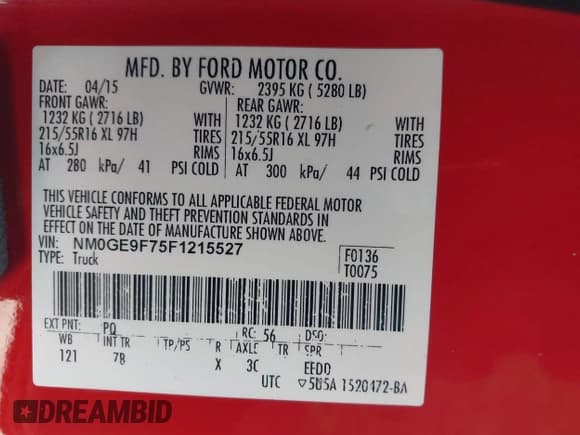 MFD. BY FORD MOTOR CO.
DATE: 04/15 GVWR: 2395 KG ( 5280 LB)
FRONT GAWR: REAR GAWR:
1232 KG ( 2716 LB) WITH 1232 KG ( 2716 LB) WITH
215/55R16 XL 97H TIRES 215/55R16 XL 97H TIRES
16x6.5J RIMS 16x6.5J RIMS
AT 280 kPa/ 41 PSI COLD AT 300 kPa/ 44 PSI COLD
THIS VEHICLE CONFORMS TO ALL APPLICABLE FEDERAL MOTOR
VEHICLE SAFETY AND THEFT PREVENTION STANDARDS IN
EFFECT ON THE DATE OF MANUFACTURE SHOWN ABOVE.
VIN: NM0GE9F75F1215527 F0136
TYPE: Truck T0075
EXT PNT: PQ RC: 56 DSO:
WB INT TR TP/PS R AXLE TR SPR
121 7B X 3C EEDD
UTC ▽5U5A 1520472-BA
DREAMBID